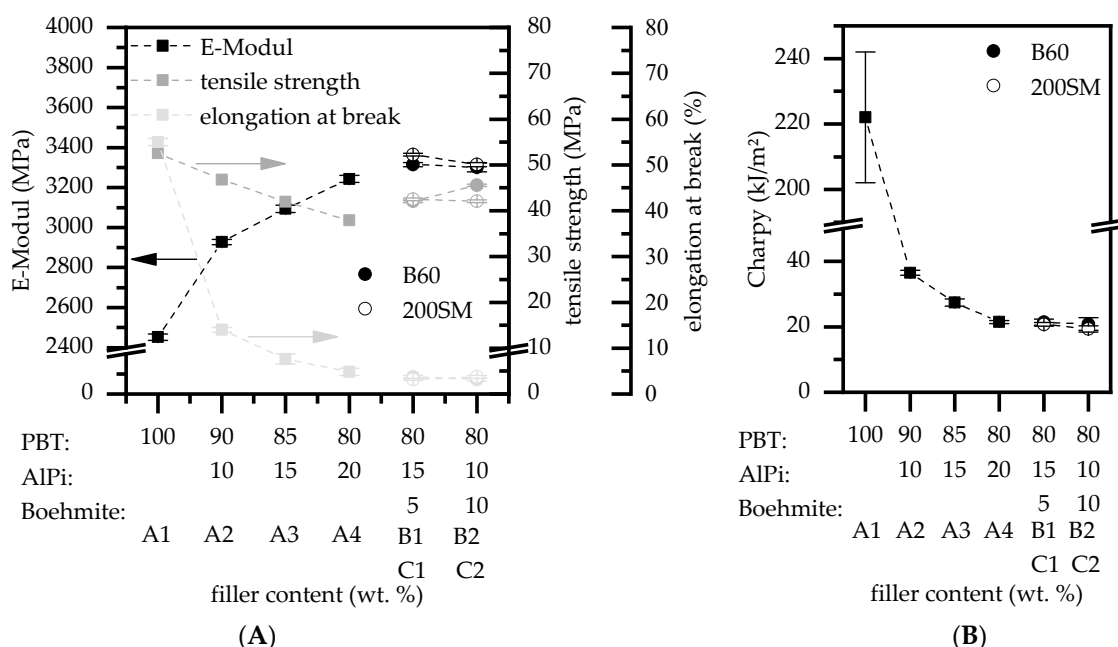 4000
3800
3600
3400
3200
3000
2800
2600
2400
0
E-Modul (MPa)
E-Modul
tensile strength
elongation at break
B60
200SM
80
70
60
50
40
30
20
10
0
tensile strength (MPa)
80
70
60
50
40
30
20
10
0
elongation at break (%)
PBT: 100 90 85 80 80 80
AlPi: 10 15 20 15 10
Boehmite: 5 10
A1 A2 A3 A4 B1 B2
C1 C2
filler content (wt. %)
(A)
240
220
200
40
20
0
Charpy (kJ/m²)
B60
200SM
PBT: 100 90 85 80 80 80
AlPi: 10 15 20 15 10
Boehmite: 5 10
A1 A2 A3 A4 B1 B2
C1 C2
filler content (wt. %)
(B)